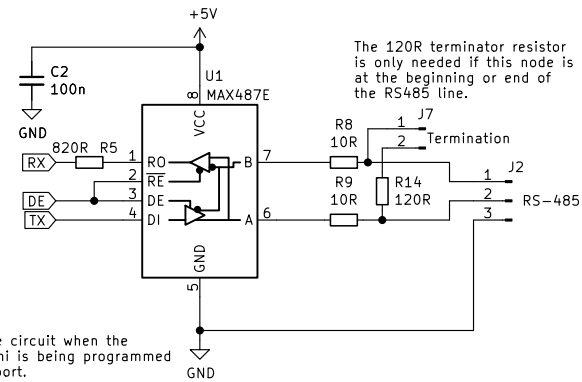 +5V
The 120R terminator resistor
is only needed if this node is
at the beginning or end of
the RS485 line.
C2
100n
GND
U1
MAX487E
8
VCC
J7
1
2
Termination
R8
10R
820R R5
RX
1
RO
B
7
2
RE
DE
3
DE
TX
4
DI
A
6
R9
10R
R14
120R
J2
1
2
3
RS-485
GND
5
GND
circuit when the
is being programmed